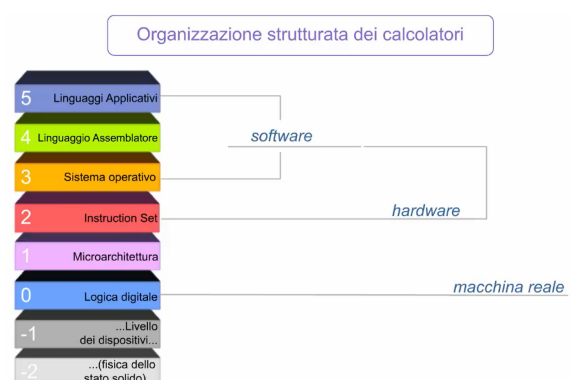 Organizzazione strutturata dei calcolatori
5 Linguaggi Applicativi
4 Linguaggio Assemblatore
software
3 Sistema operativo
2 Instruction Set
hardware
1 Microarchitettura
0 Logica digitale
macchina reale
-1 ...Livello
dei dispositivi...
-2 ...(fisica dello
stato solido)